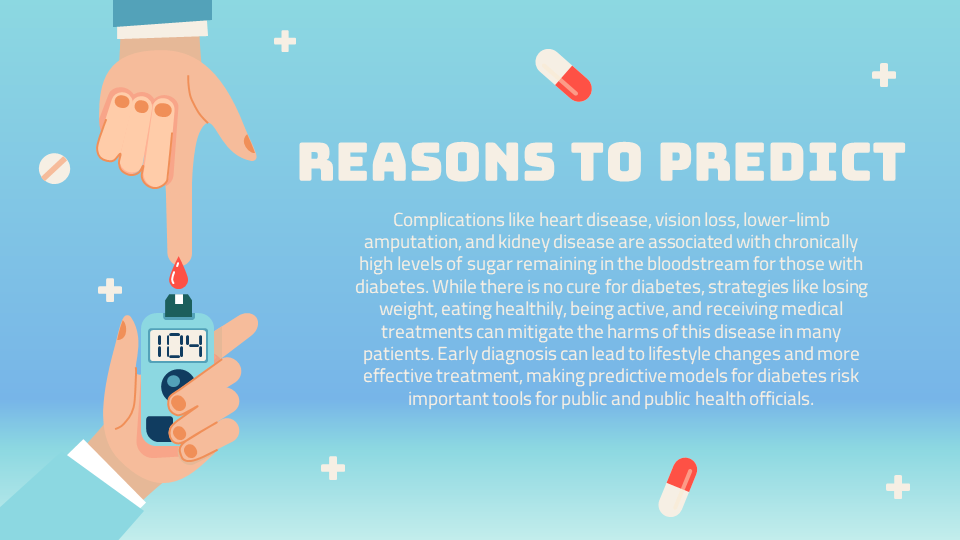 REASONS TO PREDICT
Complications like heart disease, vision loss, lower-limb
amputation, and kidney disease are associated with chronically
high levels of sugar remaining in the bloodstream for those with
diabetes. While there is no cure for diabetes, strategies like losing
weight, eating healthily, being active, and receiving medical
treatments can mitigate the harms of this disease in many
patients. Early diagnosis can lead to lifestyle changes and more
effective treatment, making predictive models for diabetes risk
important tools for public and public health officials.
104